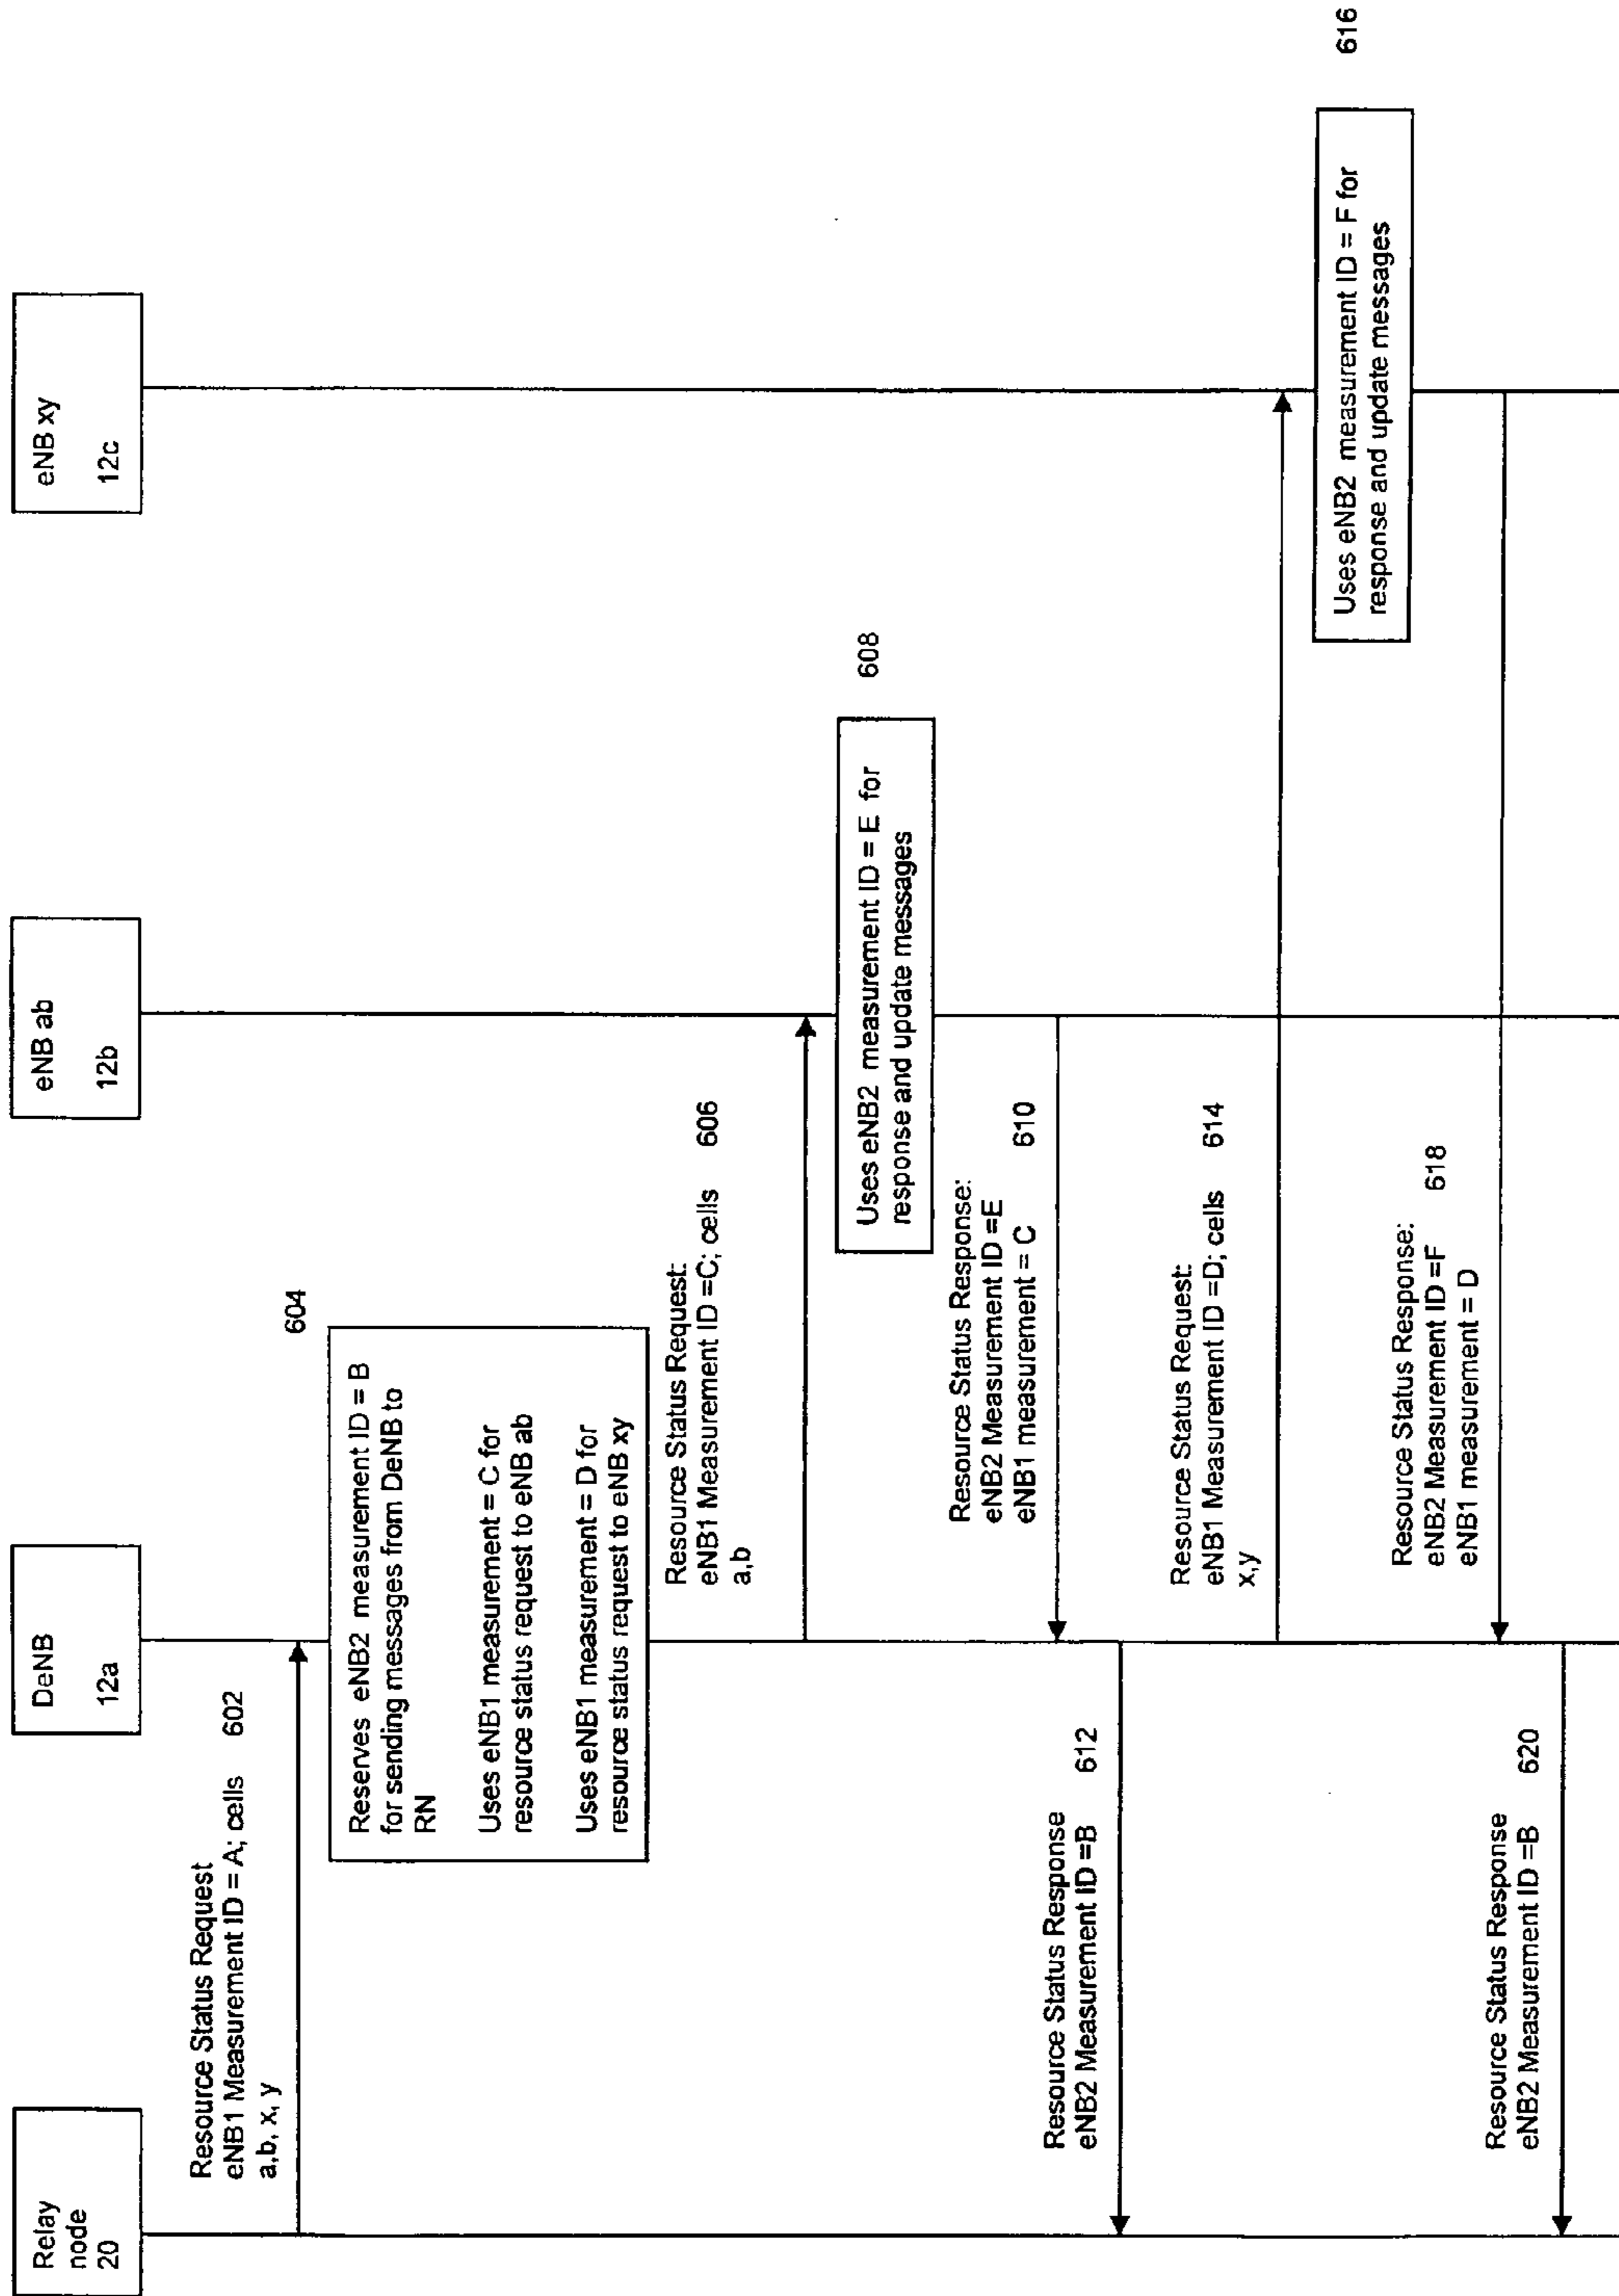 Relay
node
20
DeNB
12a
eNB ab
12b
eNB xy
12c
Resource Status Request
eNB1 Measurement ID = A; cells 602
a,b, x, y
604
Reserves eNB2 measurement ID = B
for sending messages from DeNB to
RN
Uses eNB1 measurement = C for
resource status request to eNB ab
Uses eNB1 measurement = D for
resource status request to eNB xy
Resource Status Request:
eNB1 Measurement ID =C; cells 606
a,b
608
Uses eNB2 measurement ID = E for
response and update messages
Resource Status Response:
eNB2 Measurement ID =E
eNB1 measurement = C 610
Resource Status Response
eNB2 Measurement ID =B 612
Resource Status Request:
eNB1 Measurement ID =D; cells 614
x,y
616
Uses eNB2 measurement ID = F for
response and update messages
Resource Status Response:
eNB2 Measurement ID =F 618
eNB1 measurement = D
Resource Status Response
eNB2 Measurement ID =B 620